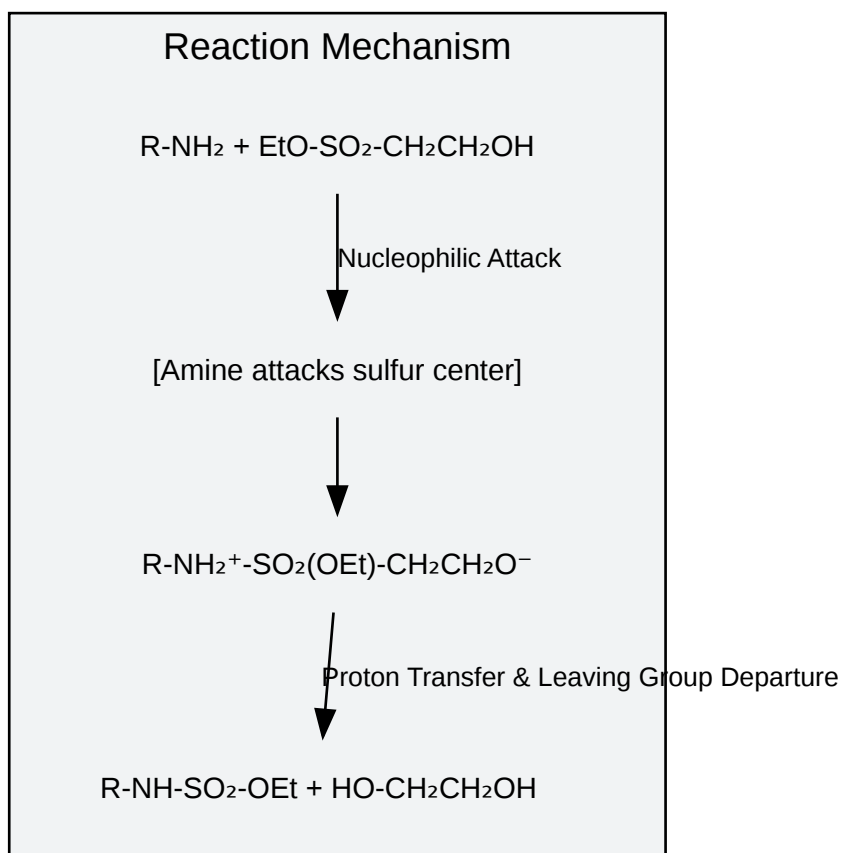 Reaction Mechanism
R-NH₂ + EtO-SO₂-CH₂CH₂OH
Nucleophilic Attack
[Amine attacks sulfur center]
R-NH₂⁺-SO₂(OEt)-CH₂CH₂O⁻
Proton Transfer & Leaving Group Departure
R-NH-SO₂-OEt + HO-CH₂CH₂OH